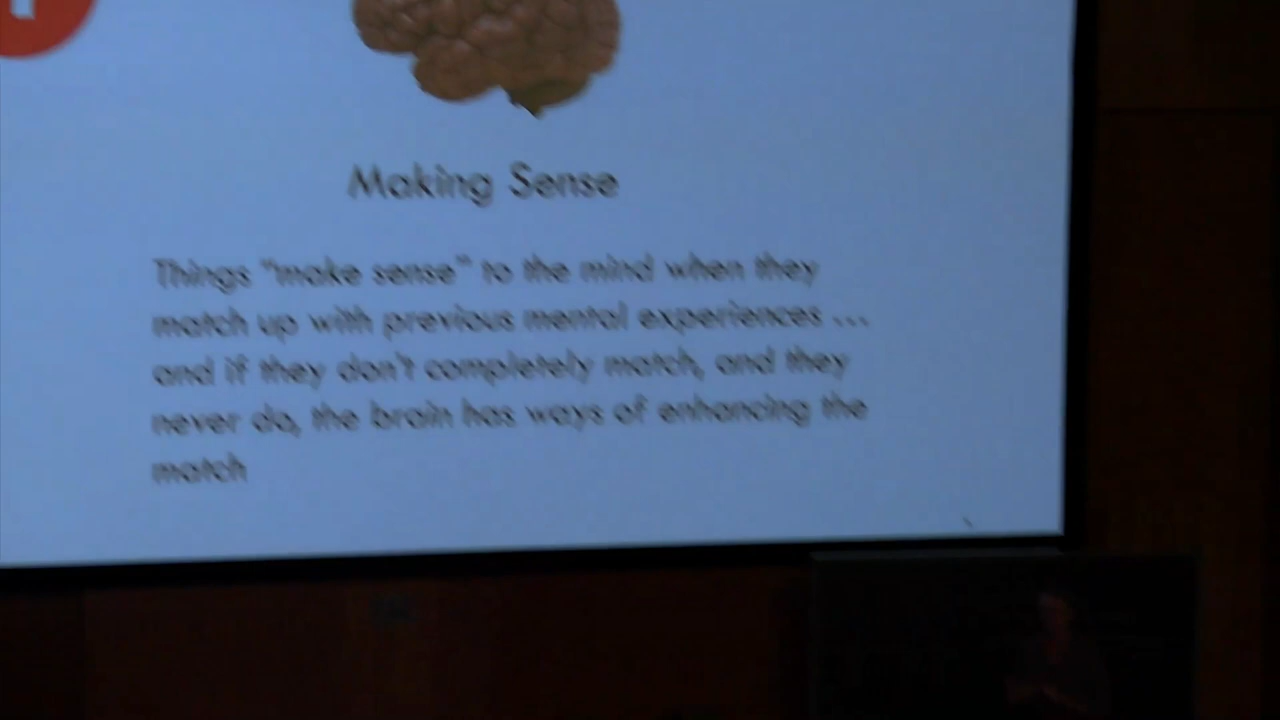 Making Sense
Things "make sense" to the mind when they
match up with previous mental experiences ...
and if they don't completely match, and they
never do, the brain has ways of enhancing the
match